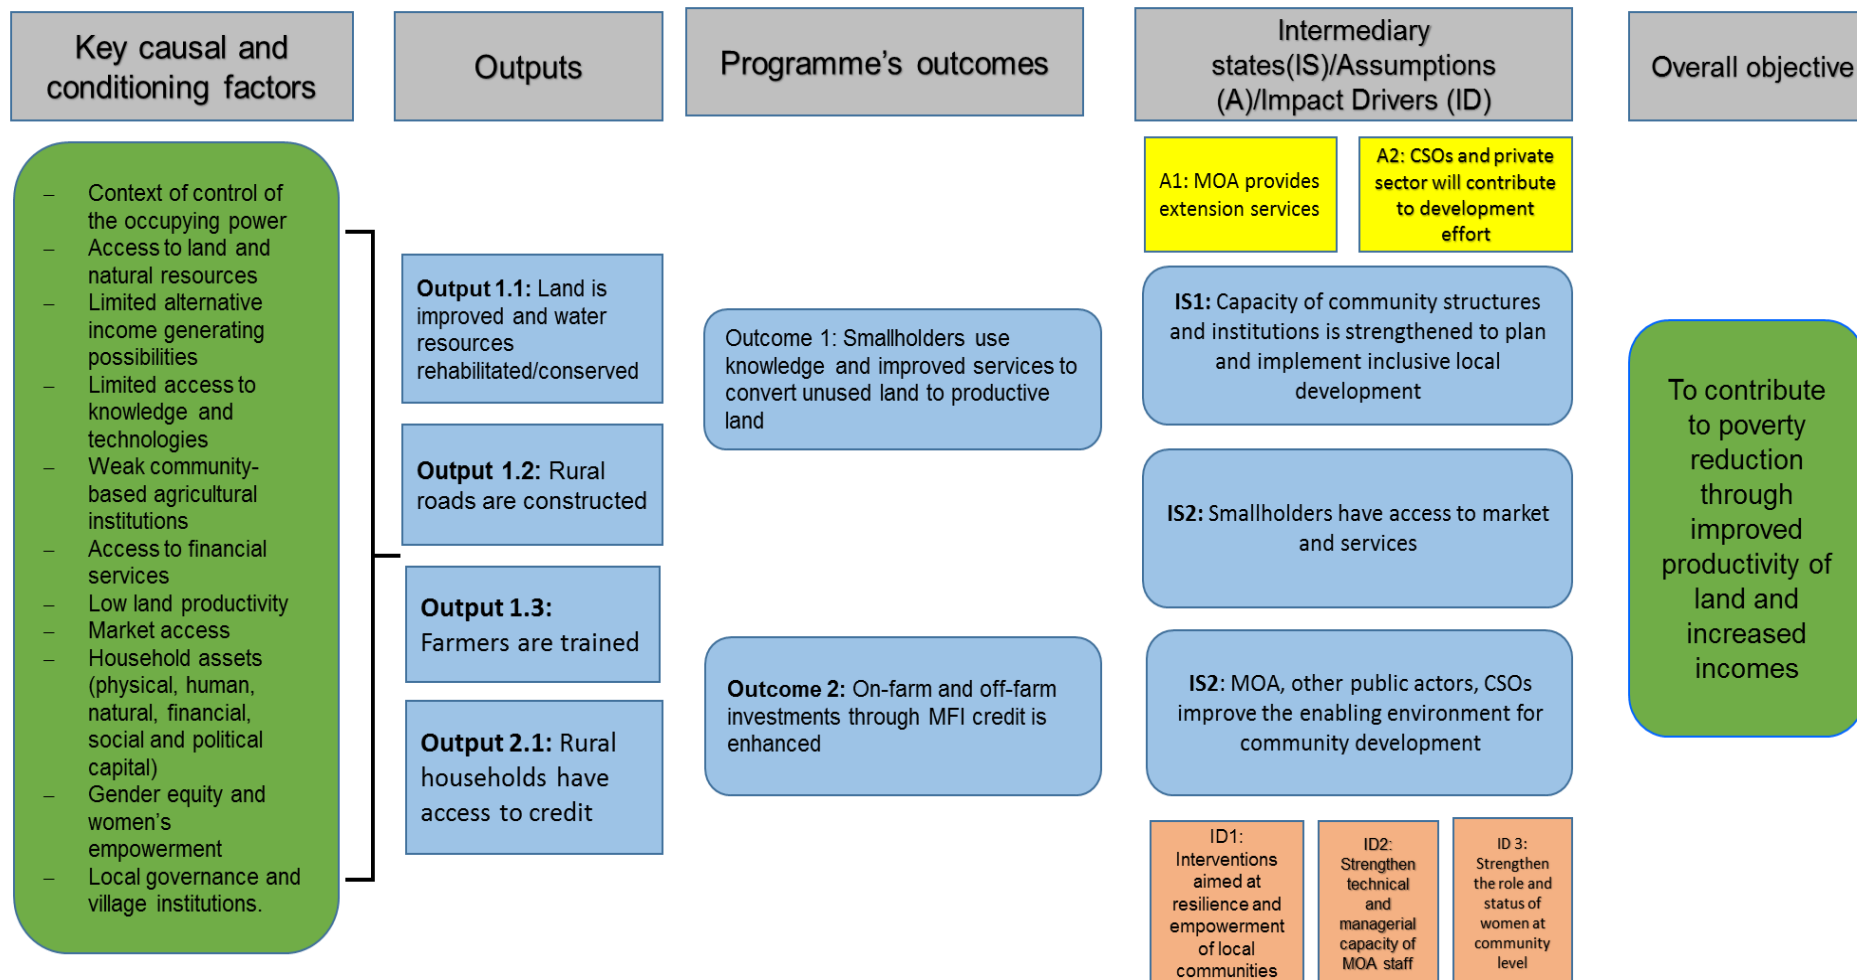 Key causal and
conditioning factors
Outputs
Programme's outcomes
Intermediary
states(IS)/Assumptions
(A)/Impact Drivers (ID)
Overall objective
– Context of control of
the occupying power
– Access to land and
natural resources
– Limited alternative
income generating
possibilities
– Limited access to
knowledge and
technologies
– Weak community-
based agricultural
institutions
– Access to financial
services
– Low land productivity
– Market access
– Household assets
(physical, human,
natural, financial,
social and political
capital)
– Gender equity and
women's
empowerment
– Local governance and
village institutions.
Output 1.1: Land is
improved and water
resources
rehabilitated/conserved
Output 1.2: Rural
roads are constructed
Output 1.3:
Farmers are trained
Output 2.1: Rural
households have
access to credit
Outcome 1: Smallholders use
knowledge and improved services to
convert unused land to productive
land
Outcome 2: On-farm and off-farm
investments through MFI credit is
enhanced
A1: MOA provides
extension services
A2: CSOs and private
sector will contribute
to development
effort
IS1: Capacity of community structures
and institutions is strengthened to plan
and implement inclusive local
development
IS2: Smallholders have access to market
and services
IS2: MOA, other public actors, CSOs
improve the enabling environment for
community development
ID1:
Interventions
aimed at
resilience and
empowerment
of local
communities
ID2:
Strengthen
technical
and
managerial
capacity of
MOA staff
ID 3:
Strengthen
the role and
status of
women at
community
level
To contribute
to poverty
reduction
through
improved
productivity of
land and
increased
incomes